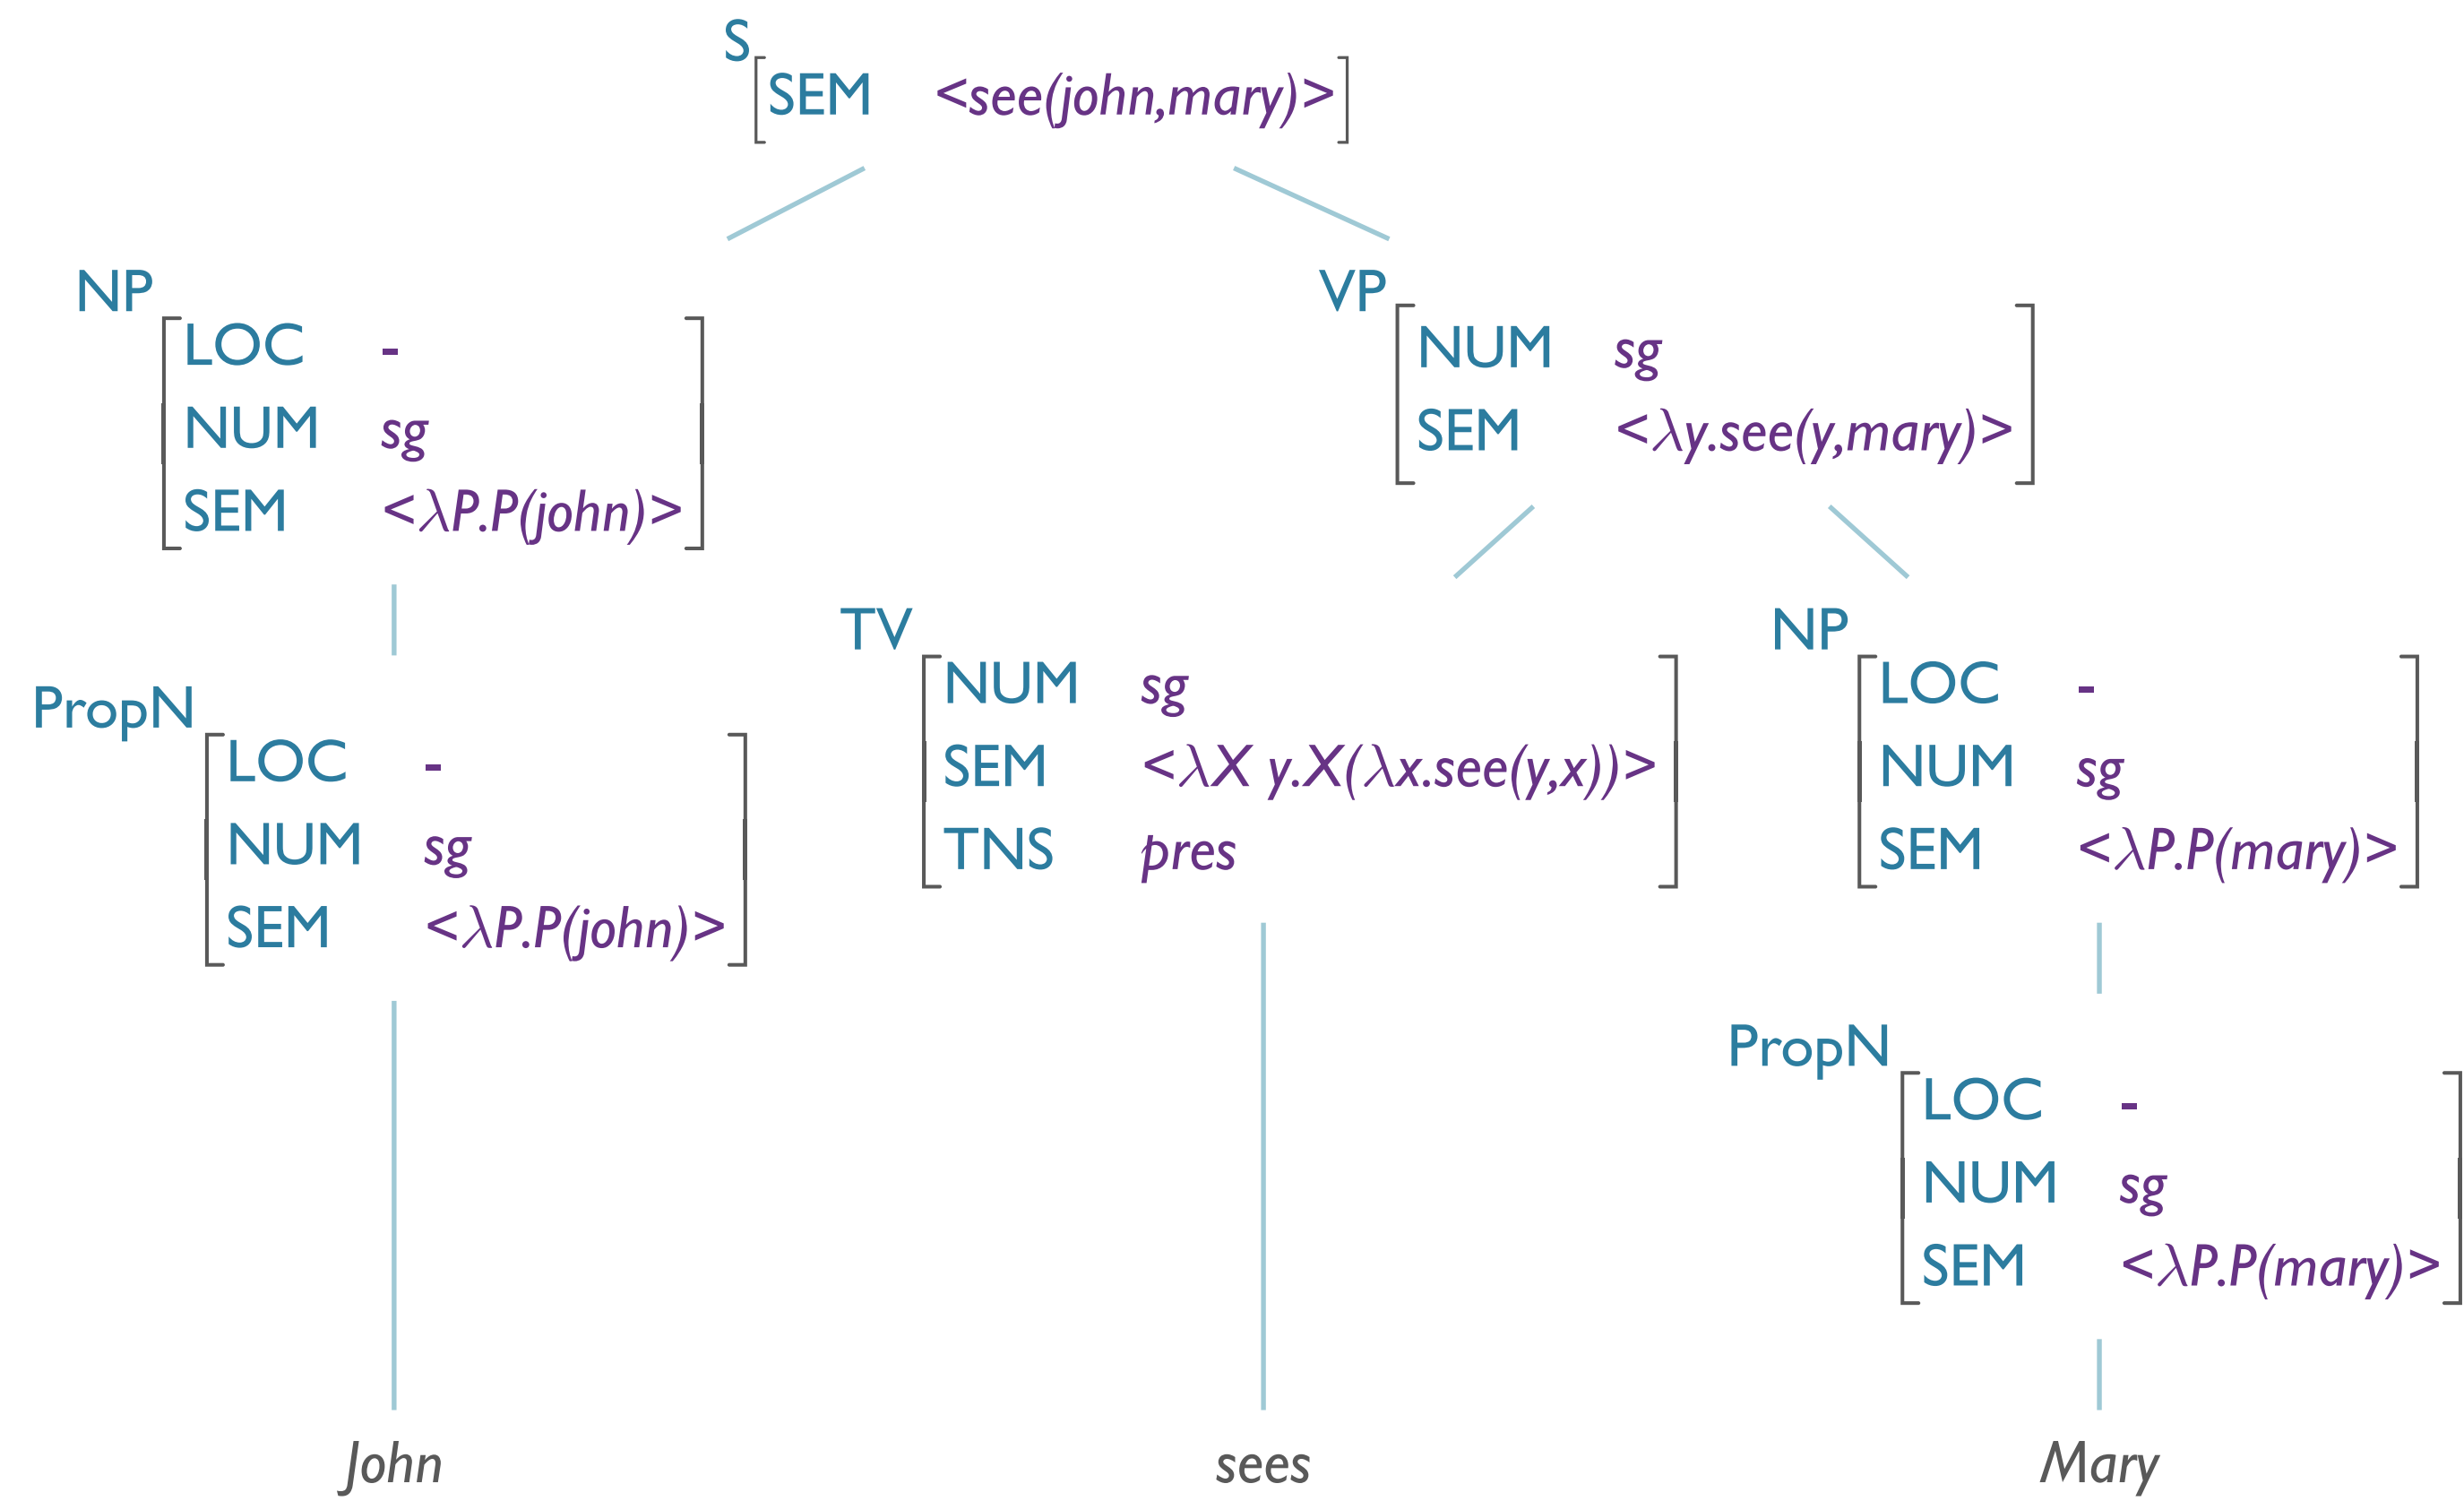 S
SEM <see(john,mary)>
NP
LOC -
NUM sg
SEM <λP.P(john)>
VP
NUM sg
SEM <λy.see(y,mary)>
PropN
LOC -
NUM sg
SEM <λP.P(john)>
TV
NUM sg
SEM <λX y.X(λx.see(y,x))>
TNS pres
NP
LOC -
NUM sg
SEM <λP.P(mary)>
PropN
LOC -
NUM sg
SEM <λP.P(mary)>
John sees Mary